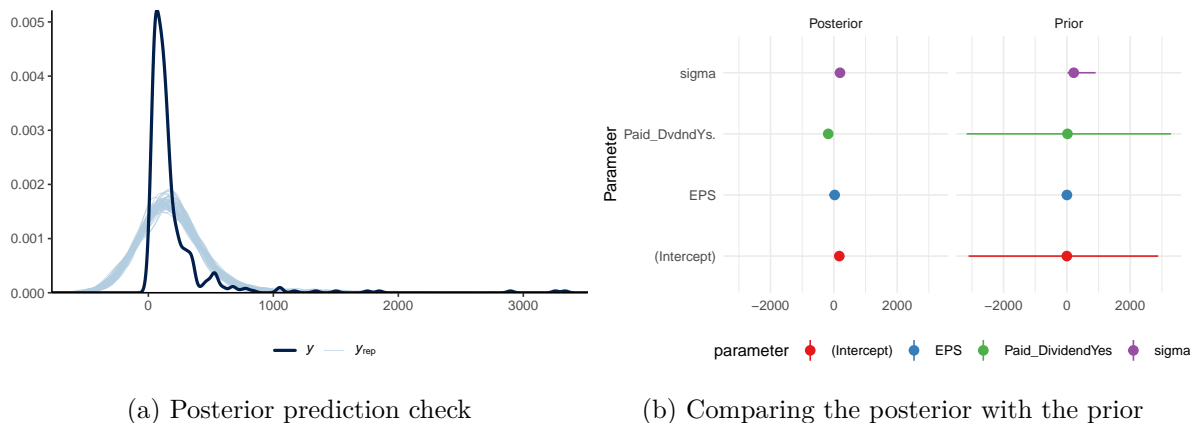 0.005
0.004
0.003
0.002
0.001
0.000
0 1000 2000 3000
y yrep
(a) Posterior prediction check
Posterior Prior
Parameter
sigma
Paid_DvdndYs.
EPS
(Intercept)
−2000 0 2000 −2000 0 2000
parameter (Intercept) EPS Paid_DividendYes sigma
(b) Comparing the posterior with the prior